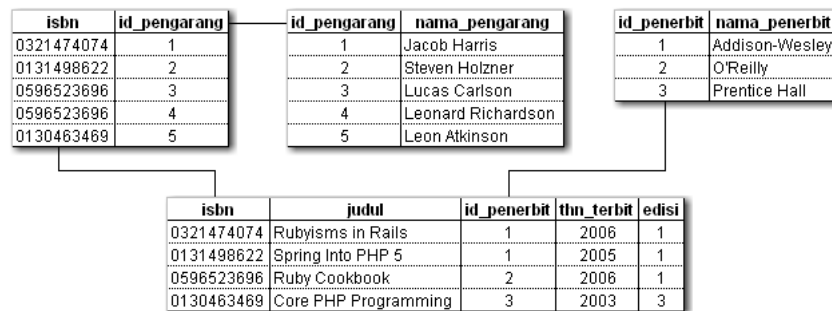 isbn id_pengarang
0321474074 1
0131498622 2
0596523696 3
0596523696 4
0130463469 5
id_pengarang nama_pengarang
1 Jacob Harris
2 Steven Holzner
3 Lucas Carlson
4 Leonard Richardson
5 Leon Atkinson
id_penerbit nama_penerbit
1 Addison-Wesley
2 O'Reilly
3 Prentice Hall
isbn judul id_penerbit thn_terbit edisi
0321474074 Rubyisms in Rails 1 2006 1
0131498622 Spring Into PHP 5 1 2005 1
0596523696 Ruby Cookbook 2 2006 1
0130463469 Core PHP Programming 3 2003 3